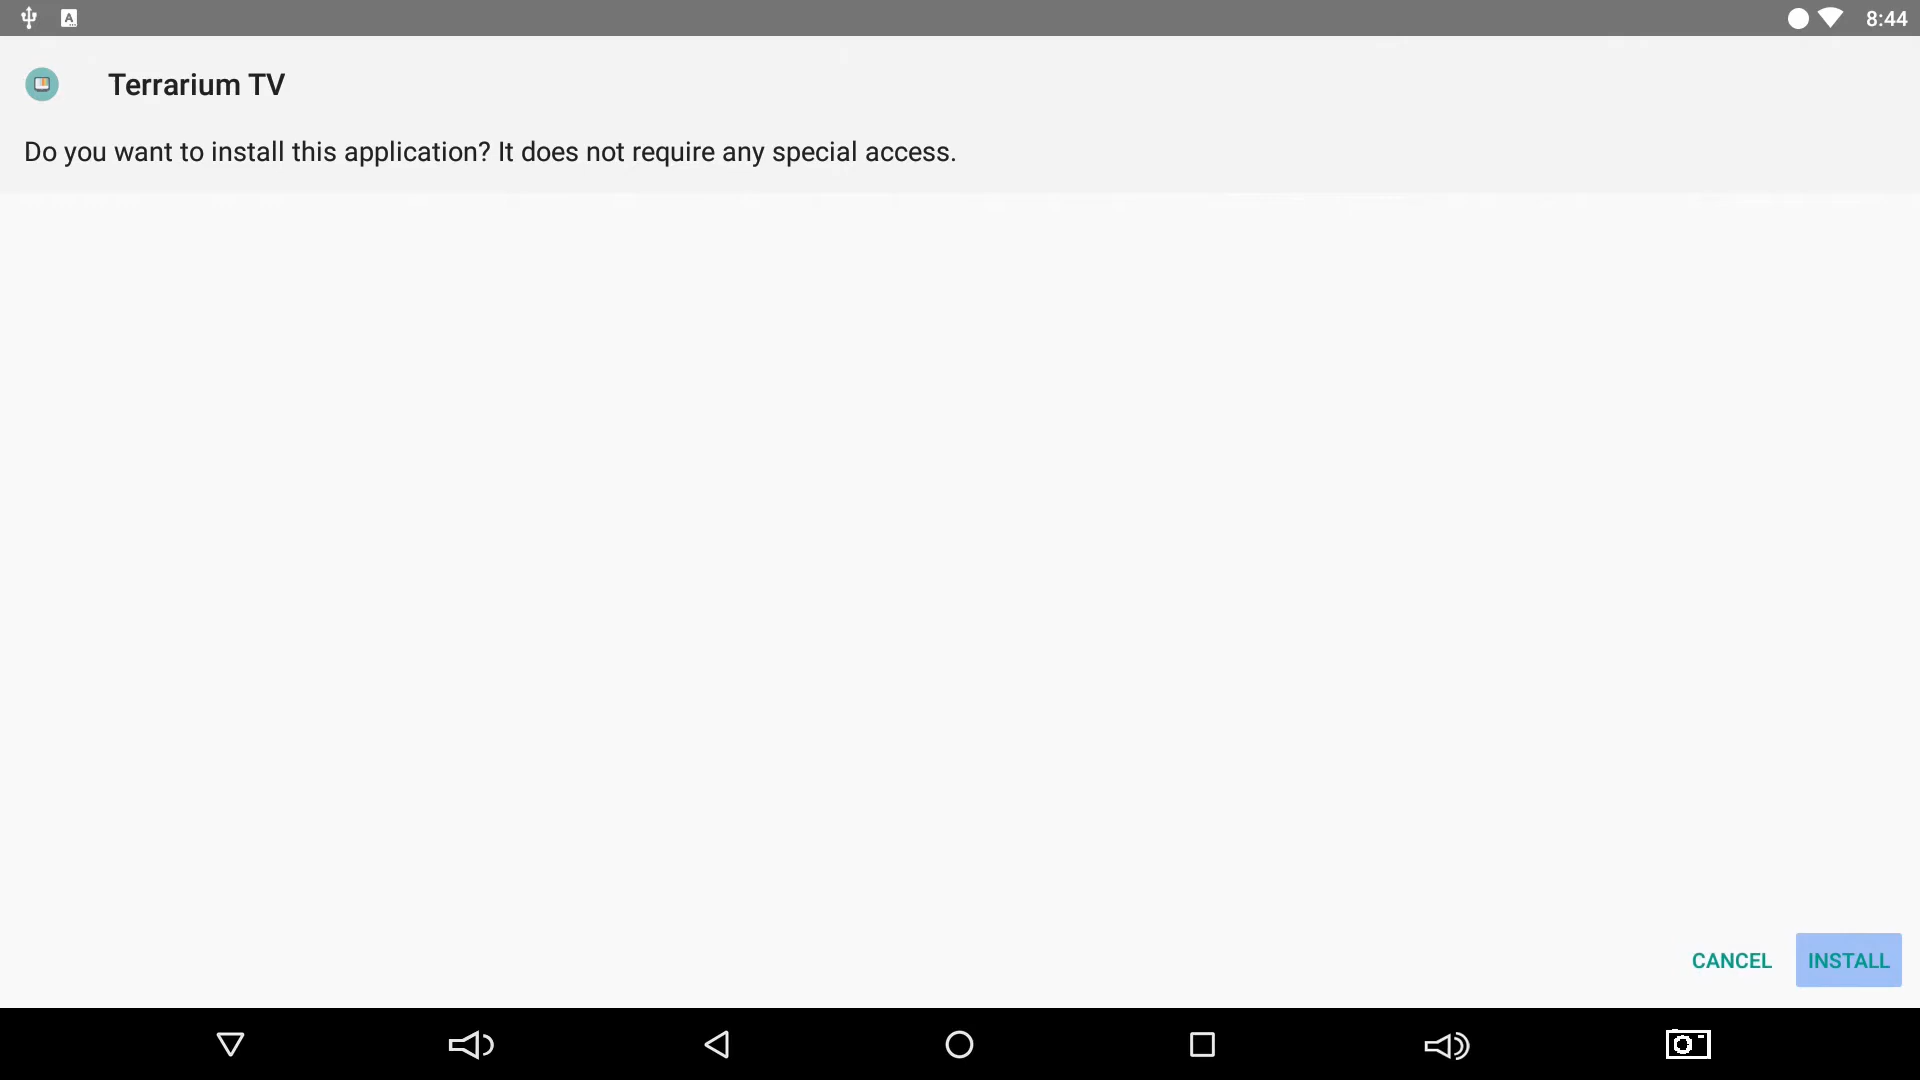 8:44
Terrarium TV
Do you want to install this application? It does not require any special access.
CANCEL INSTALL